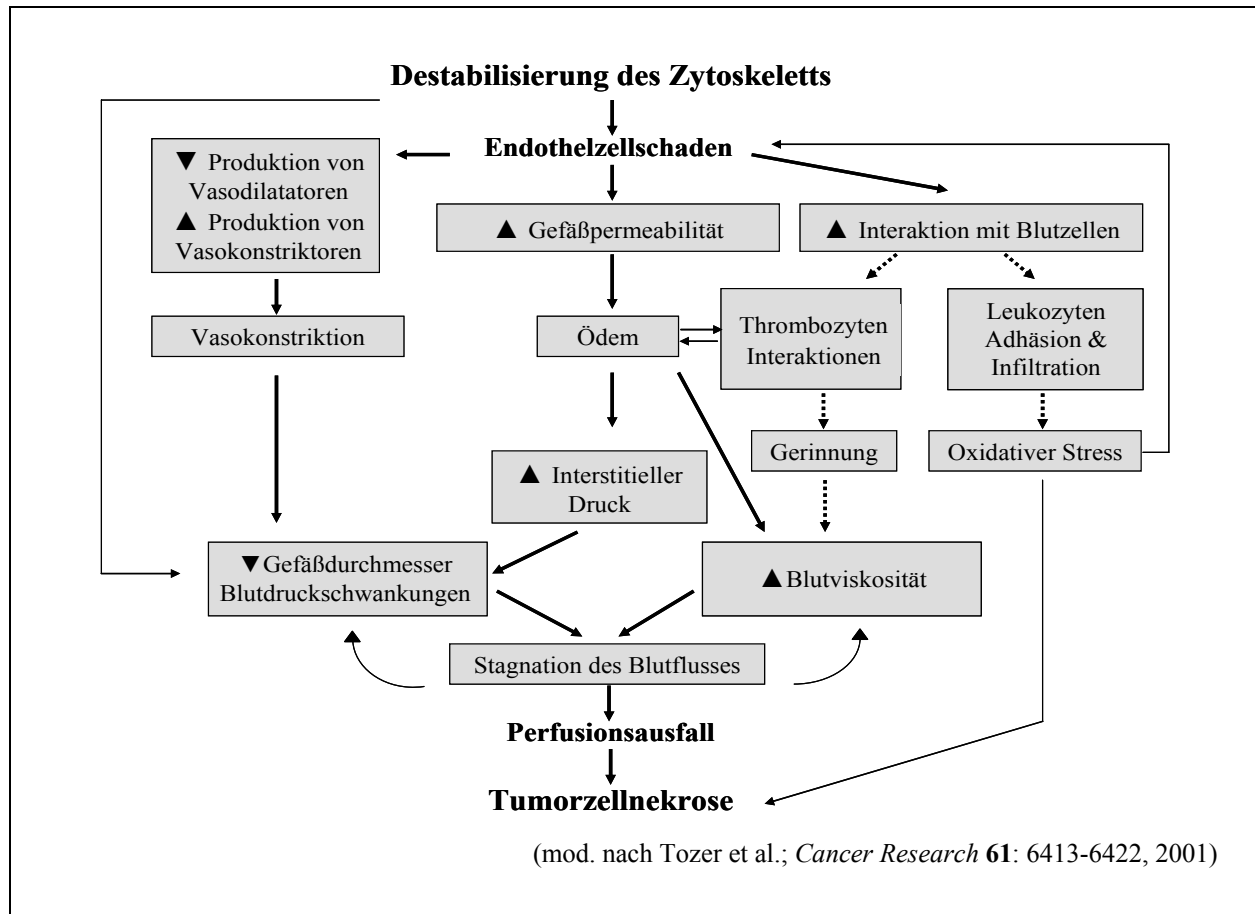 Destabilisierung des Zytoskeletts
Endothelzellschaden
▼ Produktion von
Vasodilatatoren
▲ Produktion von
Vasokonstriktoren
▲ Gefäßpermeabilität
▲ Interaktion mit Blutzellen
Vasokonstriktion
Ödem
Thrombozyten
Interaktionen
Leukozyten
Adhäsion &
Infiltration
Gerinnung
Oxidativer Stress
▲ Interstitieller
Druck
▼Gefäßdurchmesser
Blutdruckschwankungen
▲Blutviskosität
Stagnation des Blutflusses
Perfusionsausfall
Tumorzellnekrose
(mod. nach Tozer et al.; Cancer Research 61: 6413-6422, 2001)